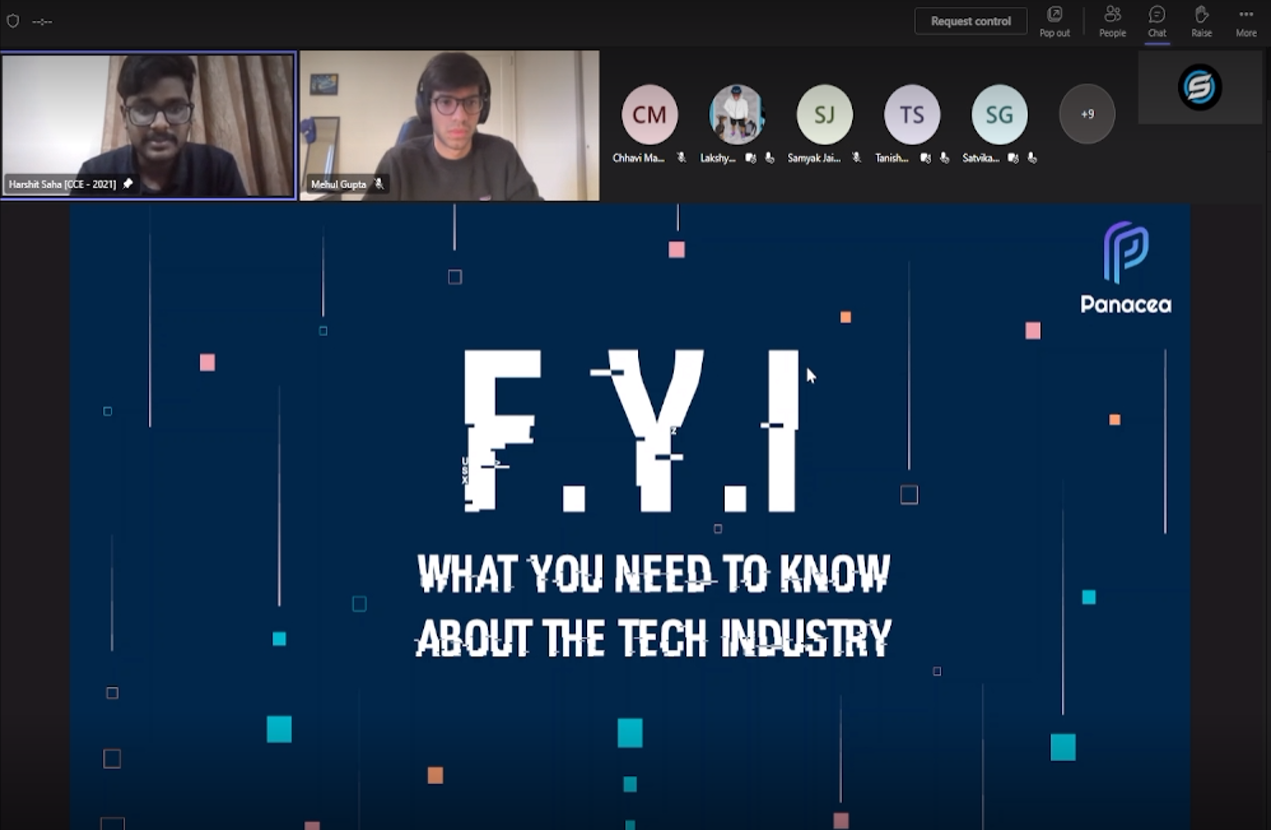 Request control
Pop out
People
Chat
Raise
More
CM
SJ
TS
SG
+9
Harshit Saha [CCE - 2021]
Mehul Gupta
Chhavi Ma...
Lakshy...
Samyak Jai...
Tanish...
Satvika...
Panacea
F.Y.I
WHAT YOU NEED TO KNOW
ABOUT THE TECH INDUSTRY